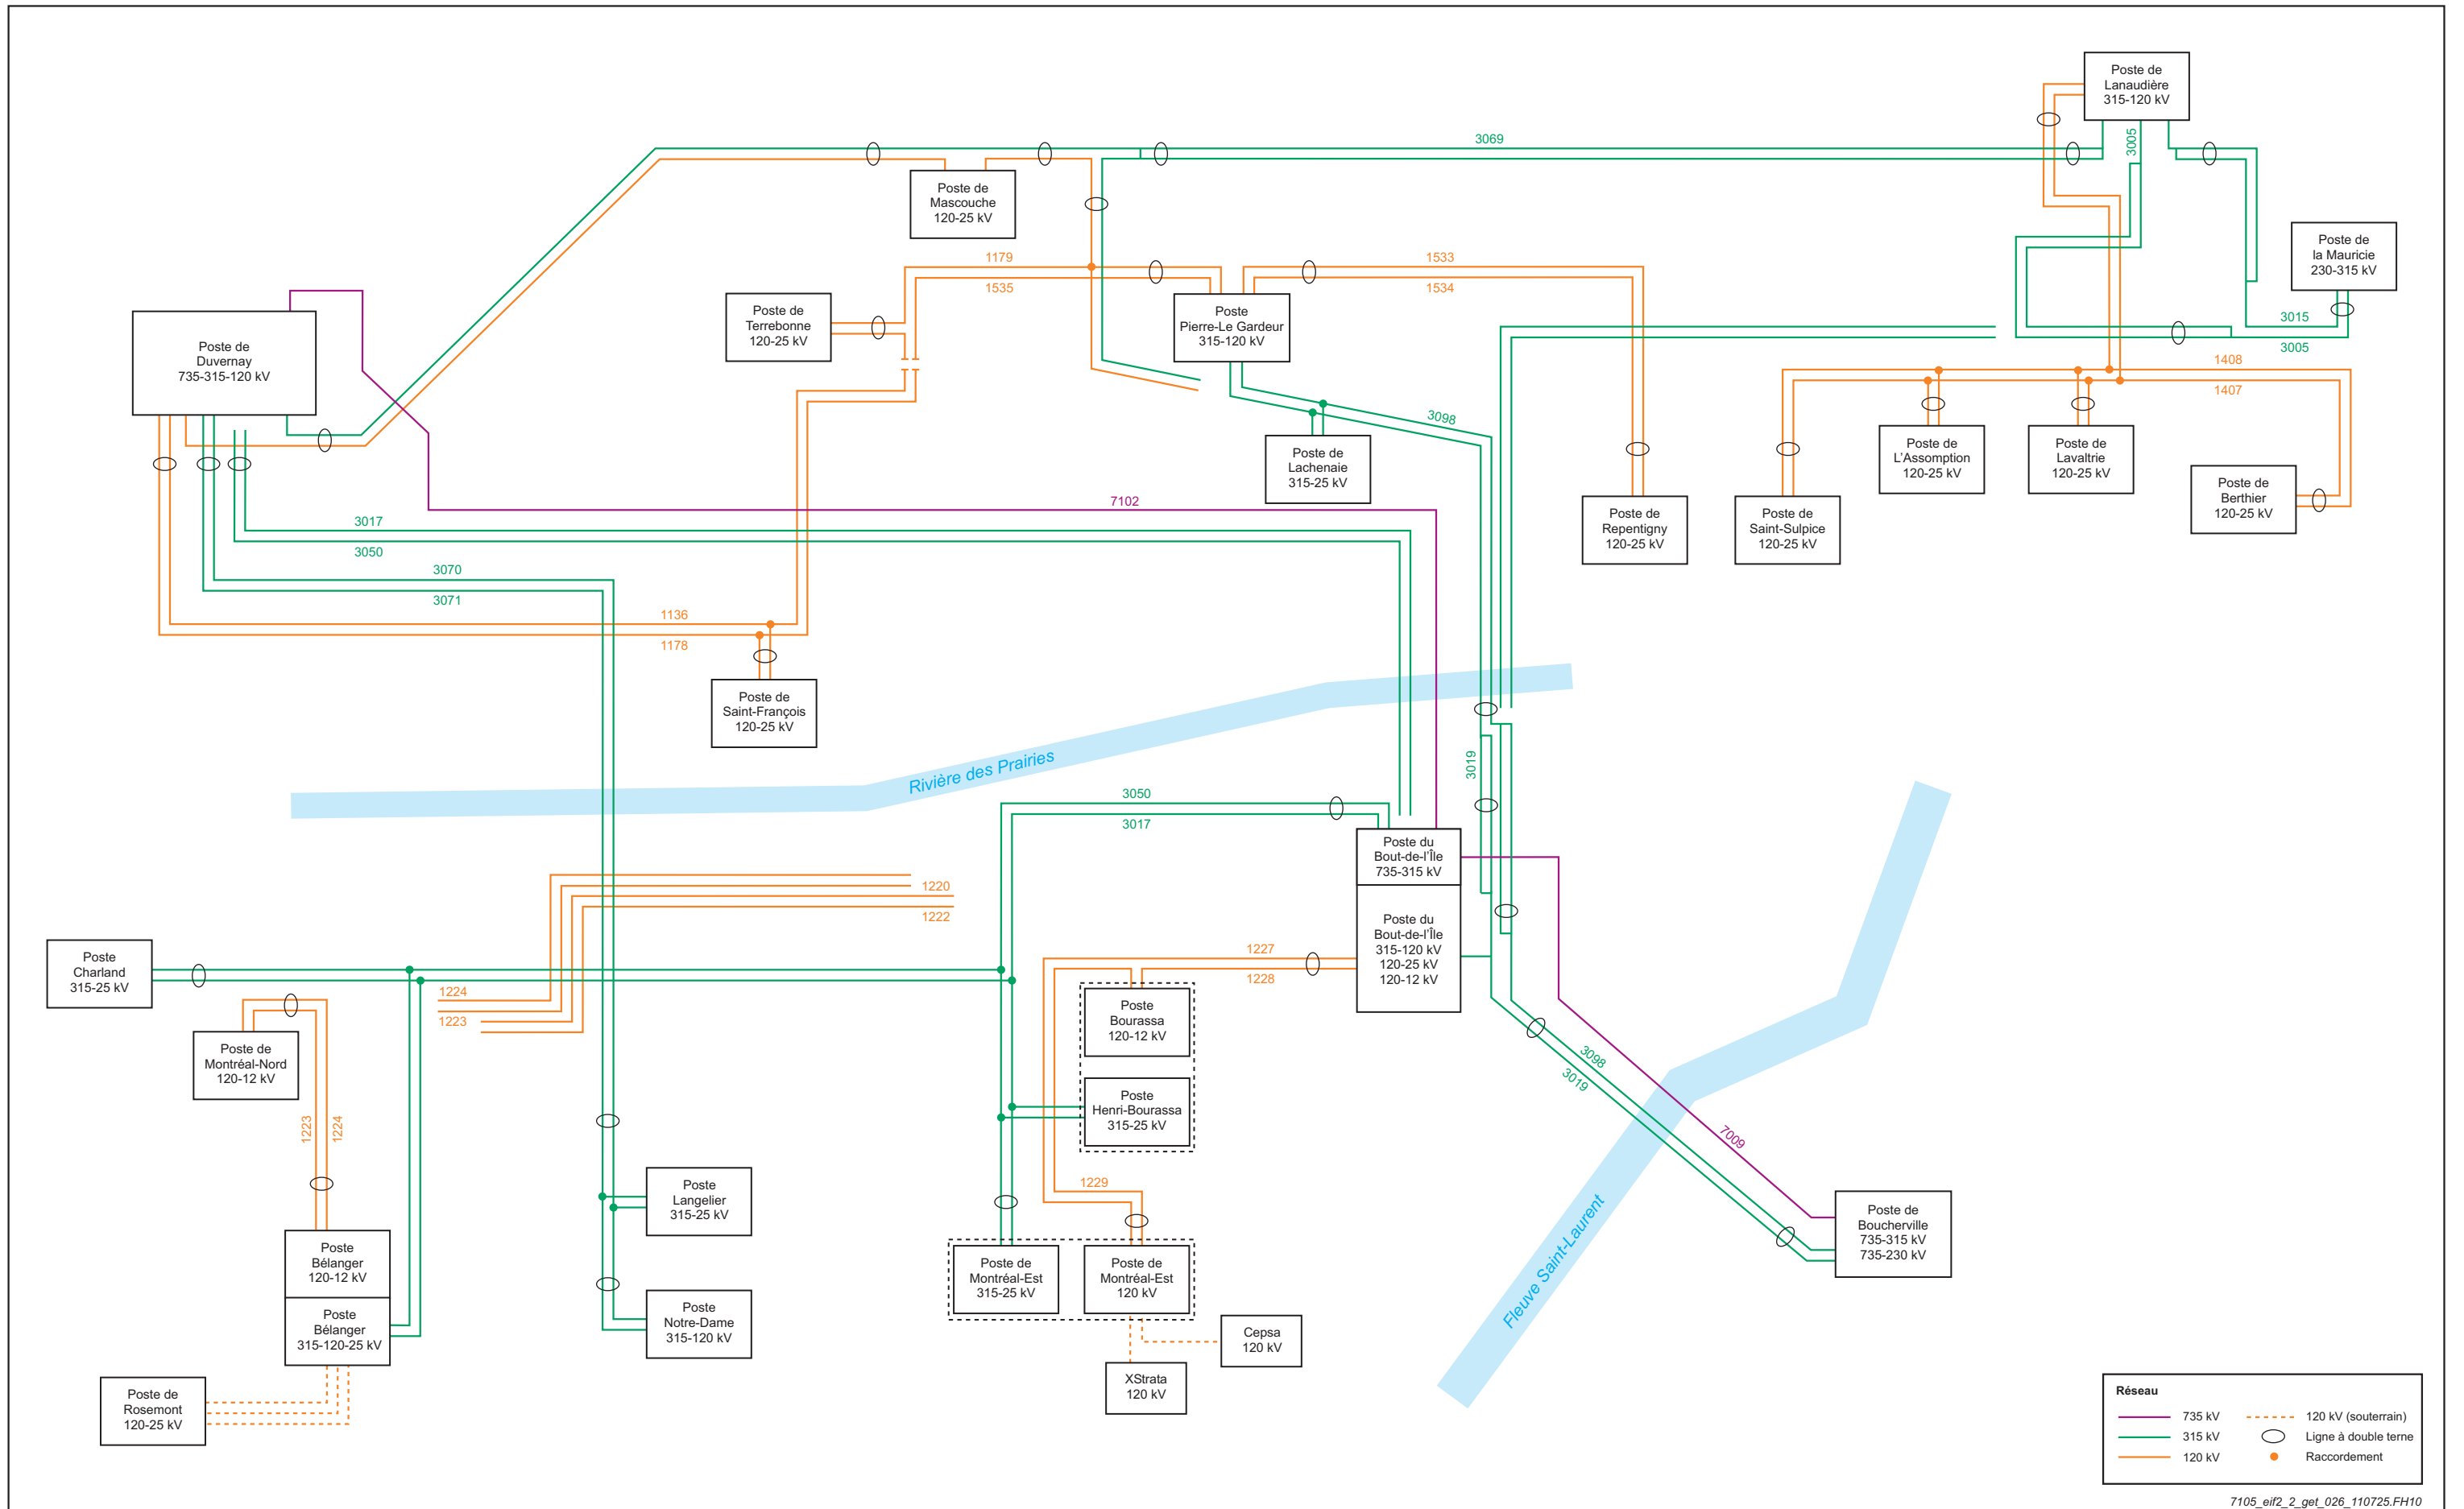 Poste de
Lanaudière
315-120 kV
3069
3005
Poste de
Mascouche
120-25 kV
Poste de
la Mauricie
230-315 kV
1179
1535
1533
1534
Poste de
Terrebonne
120-25 kV
Poste
Pierre-Le Gardeur
315-120 kV
3015
3005
Poste de
Duvernay
735-315-120 kV
1408
1407
3098
Poste de
Lachenaie
315-25 kV
Poste de
L'Assomption
120-25 kV
Poste de
Lavaltrie
120-25 kV
Poste de
Berthier
120-25 kV
7102
Poste de
Repentigny
120-25 kV
Poste de
Saint-Sulpice
120-25 kV
3017
3050
3070
3071
1136
1178
Poste de
Saint-François
120-25 kV
Rivière des Prairies
3019
3050
3017
Poste du
Bout-de-l'Île
735-315 kV
1220
1222
Poste du
Bout-de-l'Île
315-120 kV
120-25 kV
120-12 kV
Poste
Charland
315-25 kV
1227
1228
1224
1223
Poste
Bourassa
120-12 kV
Poste de
Montréal-Nord
120-12 kV
3098
3019
Poste
Henri-Bourassa
315-25 kV
1223
1224
7009
Poste
Langelier
315-25 kV
1229
Poste de
Boucherville
735-315 kV
735-230 kV
Fleuve Saint-Laurent
Poste
Bélanger
120-12 kV
Poste de
Montréal-Est
315-25 kV
Poste de
Montréal-Est
120 kV
Poste
Bélanger
315-120-25 kV
Poste
Notre-Dame
315-120 kV
Cepsa
120 kV
XStrata
120 kV
Poste de
Rosemont
120-25 kV
Réseau
735 kV
120 kV (souterrain)
315 kV
Ligne à double terne
120 kV
Raccordement
7105_eif2_2_get_026_110725.FH10